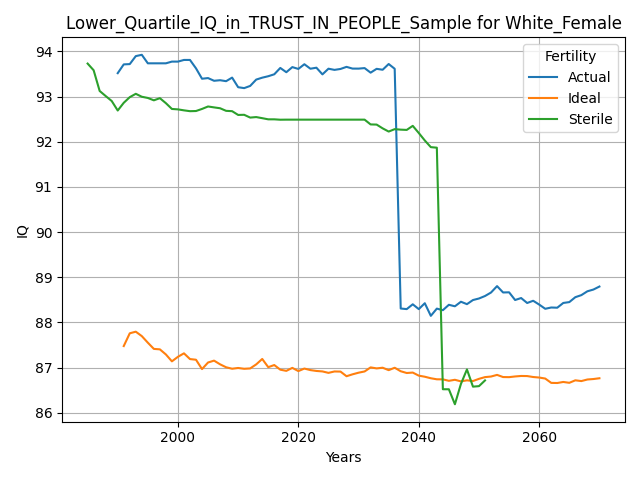 Lower_Quartile_IQ_in_TRUST_IN_PEOPLE_Sample for White_Female
Fertility
Actual
Ideal
Sterile
94
93
92
91
90
89
88
87
86
IQ
2000
2020
2040
2060
Years